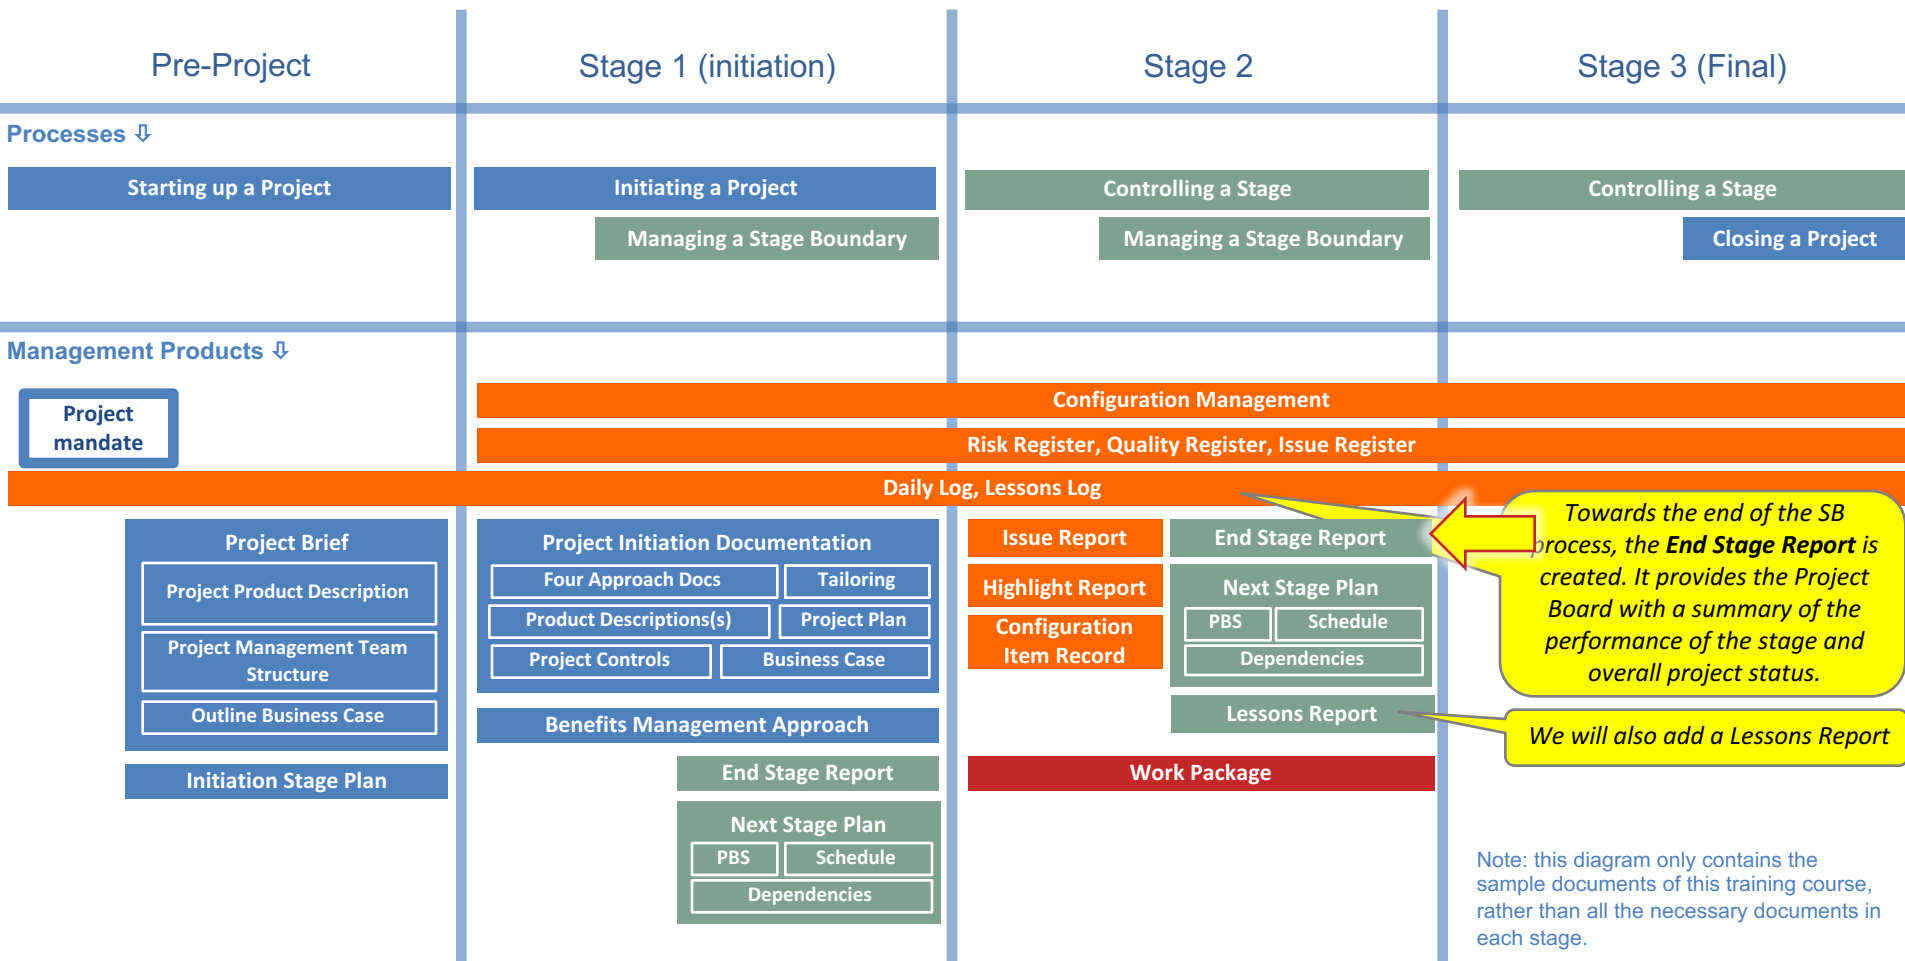 Pre-Project
Stage 1 (initiation)
Stage 2
Stage 3 (Final)
Processes ⇩
Starting up a Project
Initiating a Project
Controlling a Stage
Controlling a Stage
Managing a Stage Boundary
Managing a Stage Boundary
Closing a Project
Management Products ⇩
Project
mandate
Configuration Management
Risk Register, Quality Register, Issue Register
Daily Log, Lessons Log
Project Brief
Project Product Description
Project Management Team
Structure
Outline Business Case
Initiation Stage Plan
Project Initiation Documentation
Four Approach Docs
Tailoring
Product Descriptions(s)
Project Plan
Project Controls
Business Case
Benefits Management Approach
End Stage Report
Next Stage Plan
PBS
Schedule
Dependencies
Issue Report
Highlight Report
Configuration
Item Record
End Stage Report
Next Stage Plan
PBS
Schedule
Dependencies
Lessons Report
Work Package
Towards the end of the SB
process, the End Stage Report is
created. It provides the Project
Board with a summary of the
performance of the stage and
overall project status.
We will also add a Lessons Report
Note: this diagram only contains the
sample documents of this training course,
rather than all the necessary documents in
each stage.